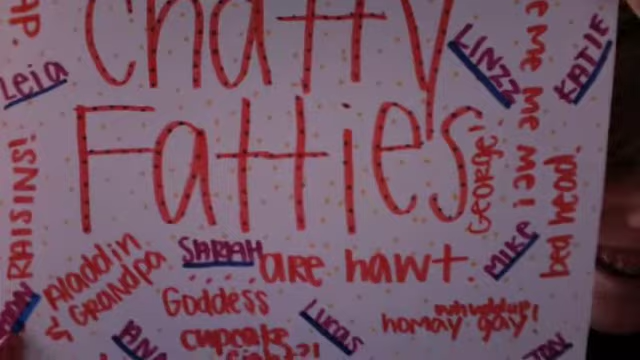 Chatty
Fatties
are hawt.
Leia
LINZZ
KATIE
ME ME ME!
GEORGE!
RAISINS!
bed head.
MIKE
SARAH
Aladdin
& GRANDPA
Goddess
cupcake
LUCAS
homay gay!